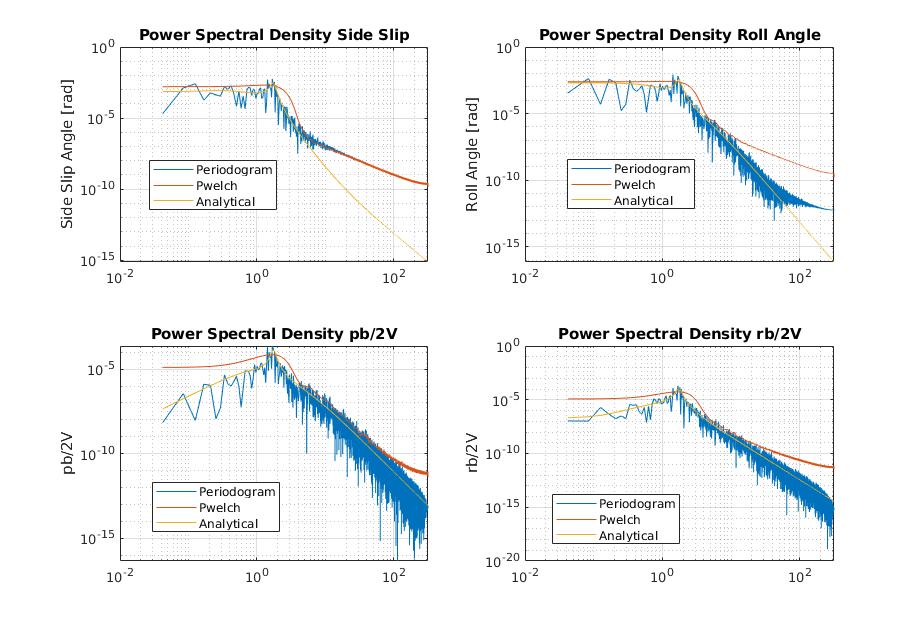 Power Spectral Density Side Slip
Side Slip Angle [rad]
10^0
10^-5
10^-10
10^-15
Periodogram
Pwelch
Analytical
10^-2
10^0
10^2
Power Spectral Density Roll Angle
Roll Angle [rad]
10^0
10^-5
10^-10
10^-15
Periodogram
Pwelch
Analytical
10^-2
10^0
10^2
Power Spectral Density pb/2V
pb/2V
10^-5
10^-10
10^-15
Periodogram
Pwelch
Analytical
10^-2
10^0
10^2
Power Spectral Density rb/2V
rb/2V
10^0
10^-5
10^-10
10^-15
10^-20
Periodogram
Pwelch
Analytical
10^-2
10^0
10^2